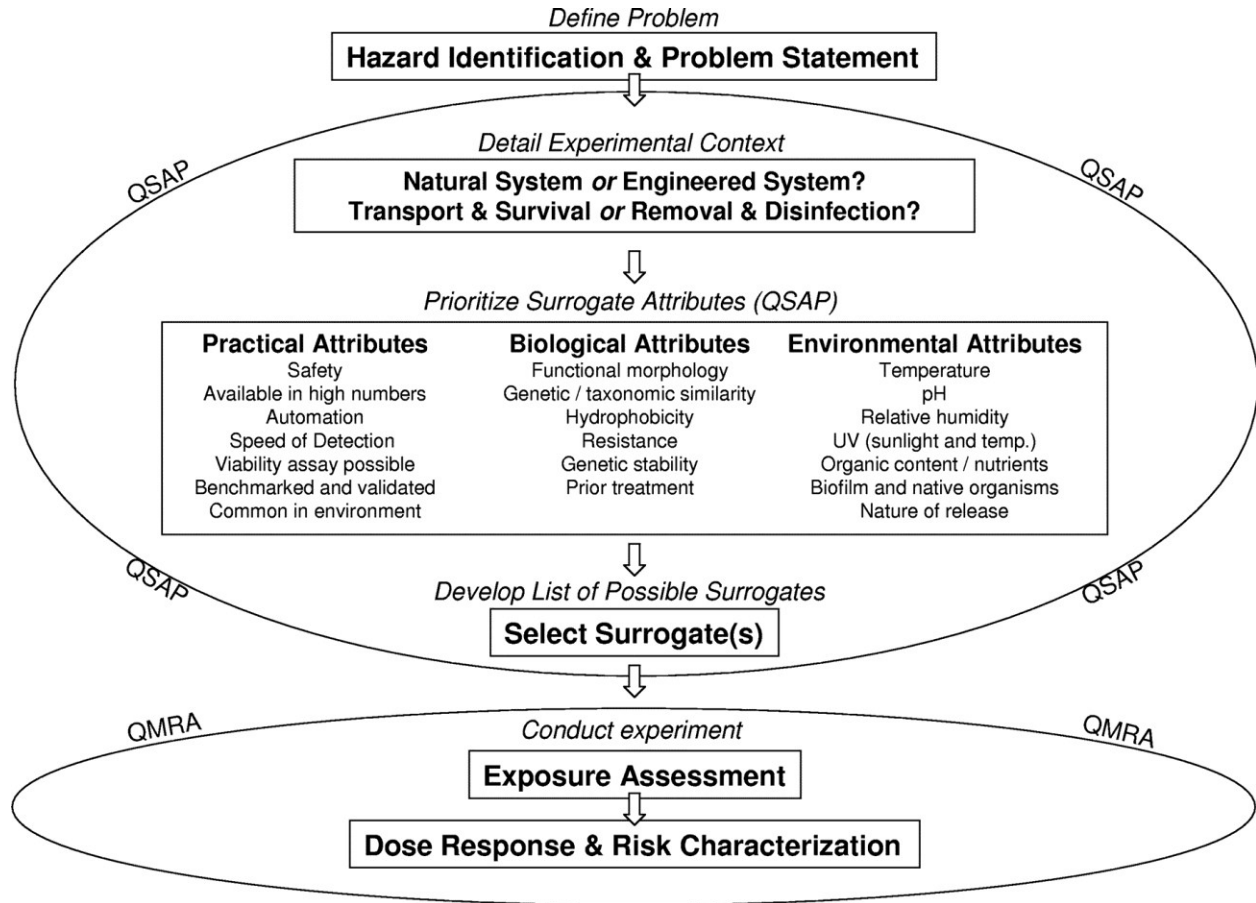 Define Problem
Hazard Identification & Problem Statement
QSAP
QSAP
Detail Experimental Context
Natural System or Engineered System?
Transport & Survival or Removal & Disinfection?
Prioritize Surrogate Attributes (QSAP)
Practical Attributes
Safety
Available in high numbers
Automation
Speed of Detection
Viability assay possible
Benchmarked and validated
Common in environment
Biological Attributes
Functional morphology
Genetic / taxonomic similarity
Hydrophobicity
Resistance
Genetic stability
Prior treatment
Environmental Attributes
Temperature
pH
Relative humidity
UV (sunlight and temp.)
Organic content / nutrients
Biofilm and native organisms
Nature of release
QSAP
QSAP
Develop List of Possible Surrogates
Select Surrogate(s)
QMRA
QMRA
Conduct experiment
Exposure Assessment
Dose Response & Risk Characterization